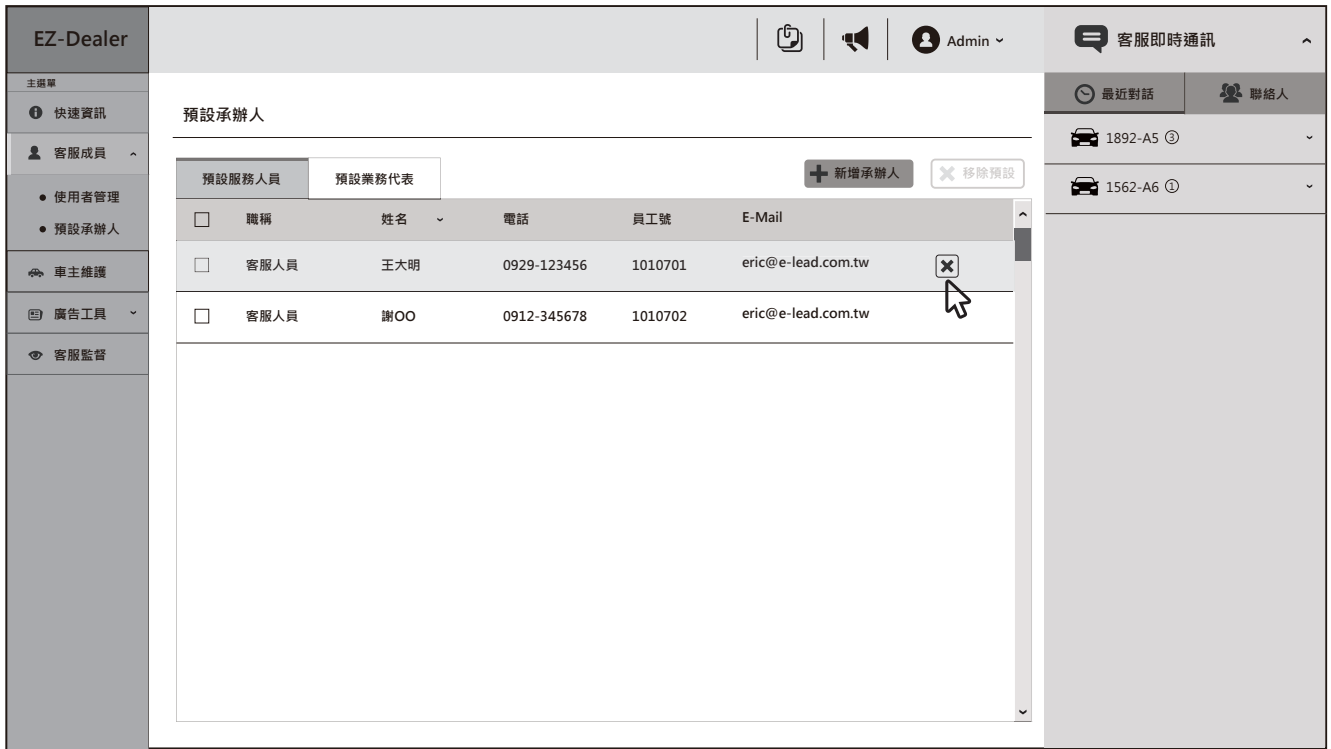 EZ-Dealer
Admin
主選單
快速資訊
客服成員
使用者管理
預設承辦人
車主維護
廣告工具
客服監督
預設承辦人
預設服務人員 預設業務代表
新增承辦人 移除預設
職稱 姓名 電話 員工號 E-Mail
客服人員 王大明 0929-123456 1010701 eric@e-lead.com.tw
客服人員 謝OO 0912-345678 1010702 eric@e-lead.com.tw
客服即時通訊
最近對話 聯絡人
1892-A5 ③
1562-A6 ①